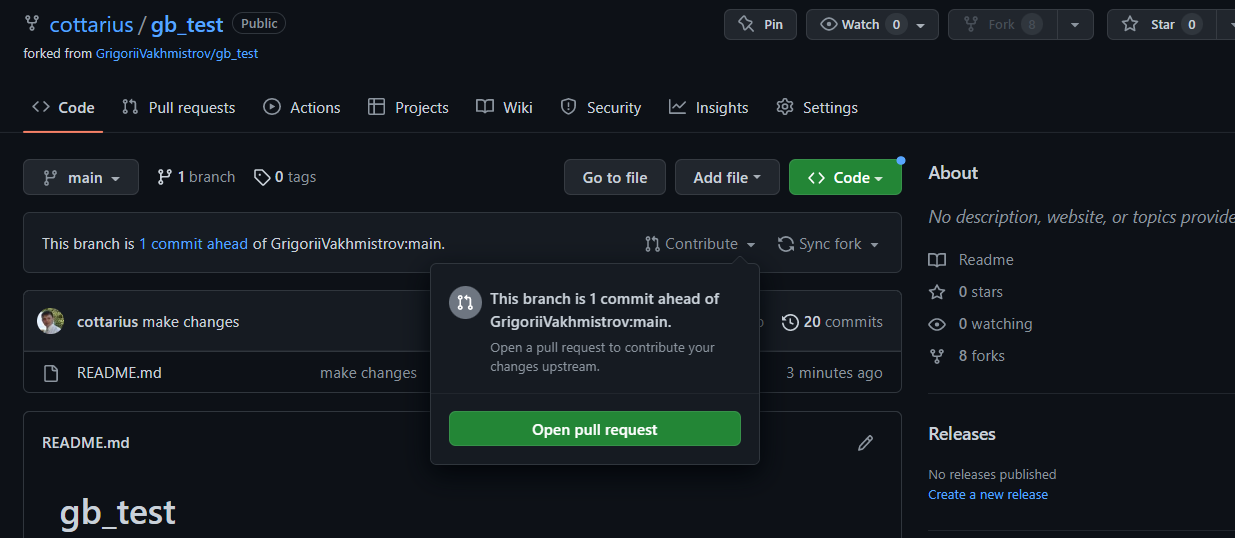 cottarius / gb_test Public Pin Watch 0 Fork 8 Star 0
forked from GrigoriiVakhmistrov/gb_test
Code Pull requests Actions Projects Wiki Security Insights Settings
main 1 branch 0 tags Go to file Add file Code
This branch is 1 commit ahead of GrigoriiVakhmistrov:main. Contribute Sync fork
This branch is 1 commit ahead of
GrigoriiVakhmistrov:main.
Open a pull request to contribute your
changes upstream.
Open pull request
cottarius make changes 20 commits
README.md make changes 3 minutes ago
README.md
gb_test
About
No description, website, or topics provide
Readme
0 stars
0 watching
8 forks
Releases
No releases published
Create a new release